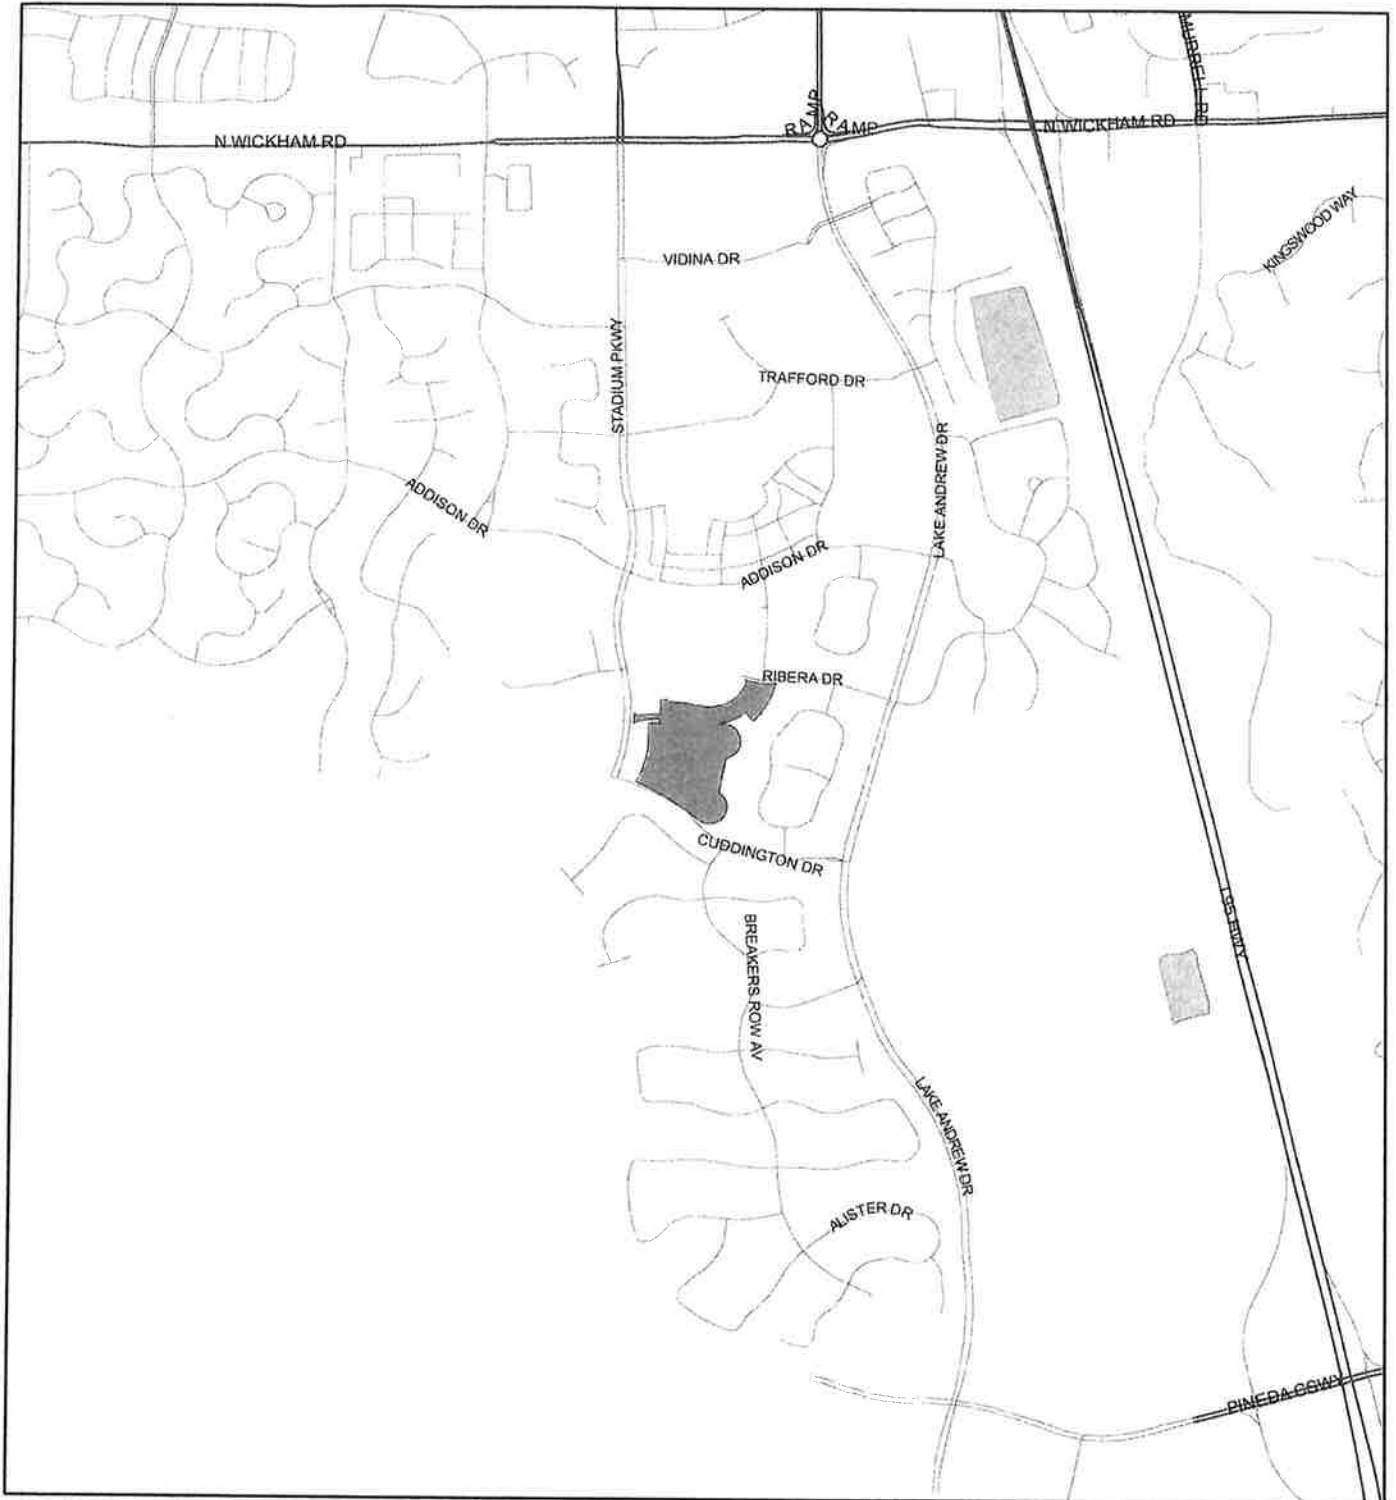 MURRELL RD
RAMP
RAMP
N WICKHAM RD
N WICKHAM RD
KINGSWOOD WAY
VIDINA DR
STADIUM PKWY
TRAFFORD DR
LAKE ANDREW DR
ADDISON DR
ADDISON DR
RIBERA DR
CUDDINGTON DR
BREAKERS ROW AV
I 95 HWY
LAKE ANDREW DR
ALISTER DR
PINEDA CSWY